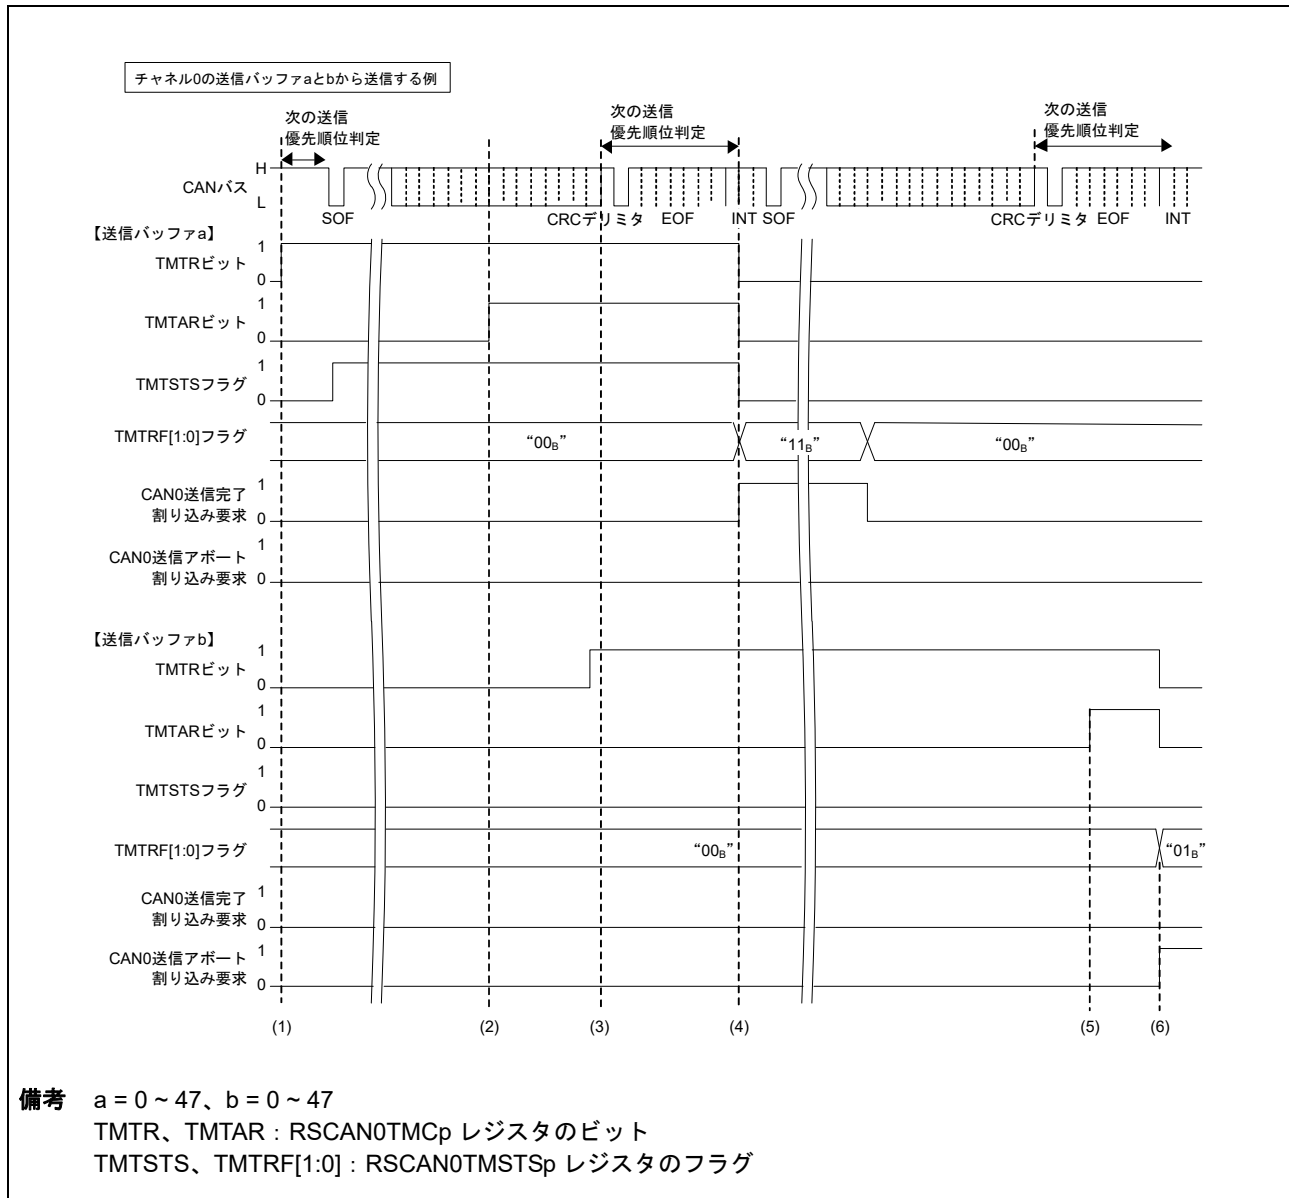 チャネル0の送信バッファaとbから送信する例
次の送信
優先順位判定
次の送信
優先順位判定
次の送信
優先順位判定
H
CANバス
L
SOF
CRCデリミタ
EOF
INT
SOF
CRCデリミタ
EOF
INT
【送信バッファa】
1
TMTRビット
0
1
TMTARビット
0
1
TMTSTSフラグ
0
TMTRF[1:0]フラグ
“00B”
“11B”
“00B”
CAN0送信完了
割り込み要求
1
0
CAN0送信アボート
割り込み要求
1
0
【送信バッファb】
1
TMTRビット
0
1
TMTARビット
0
1
TMTSTSフラグ
0
TMTRF[1:0]フラグ
“00B”
“01B”
CAN0送信完了
割り込み要求
1
0
CAN0送信アボート
割り込み要求
1
0
(1)
(2)
(3)
(4)
(5)
(6)
備考 a = 0 ~ 47、b = 0 ~ 47
TMTR、TMTAR：RSCAN0TMCp レジスタのビット
TMTSTS、TMTRF[1:0]：RSCAN0TMSTSp レジスタのフラグ